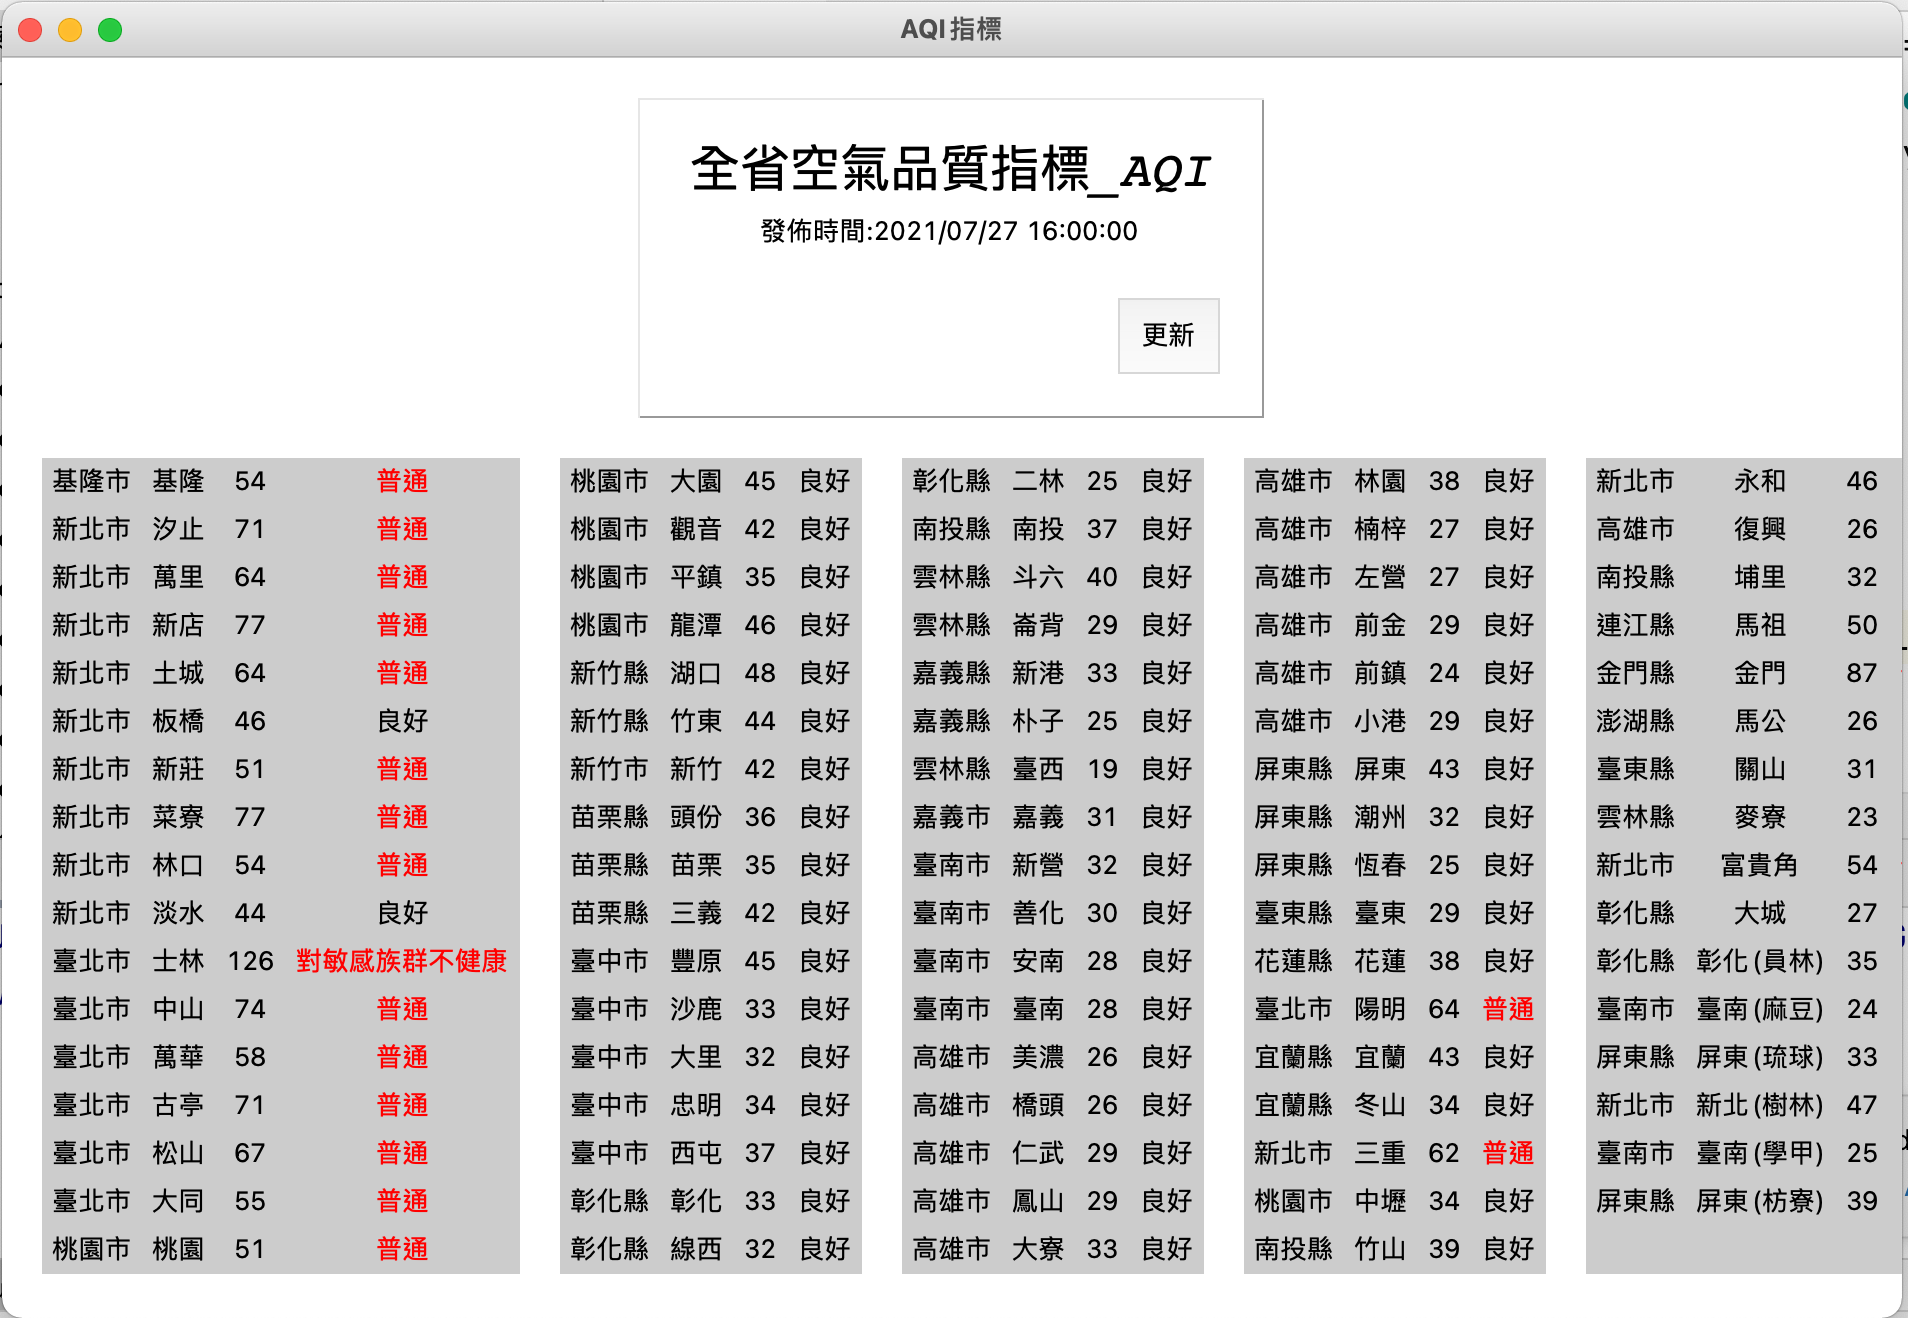 AQI指標
全省空氣品質指標_AQI
發佈時間:2021/07/27 16:00:00
更新
基隆市 基隆 54 普通
新北市 汐止 71 普通
新北市 萬里 64 普通
新北市 新店 77 普通
新北市 土城 64 普通
新北市 板橋 46 良好
新北市 新莊 51 普通
新北市 菜寮 77 普通
新北市 林口 54 普通
新北市 淡水 44 良好
臺北市 士林 126 對敏感族群不健康
臺北市 中山 74 普通
臺北市 萬華 58 普通
臺北市 古亭 71 普通
臺北市 松山 67 普通
臺北市 大同 55 普通
桃園市 桃園 51 普通
桃園市 大園 45 良好
桃園市 觀音 42 良好
桃園市 平鎮 35 良好
桃園市 龍潭 46 良好
新竹縣 湖口 48 良好
新竹縣 竹東 44 良好
新竹市 新竹 42 良好
苗栗縣 頭份 36 良好
苗栗縣 苗栗 35 良好
苗栗縣 三義 42 良好
臺中市 豐原 45 良好
臺中市 沙鹿 33 良好
臺中市 大里 32 良好
臺中市 忠明 34 良好
臺中市 西屯 37 良好
彰化縣 彰化 33 良好
彰化縣 線西 32 良好
彰化縣 二林 25 良好
南投縣 南投 37 良好
雲林縣 斗六 40 良好
雲林縣 崙背 29 良好
嘉義縣 新港 33 良好
嘉義縣 朴子 25 良好
雲林縣 臺西 19 良好
嘉義市 嘉義 31 良好
臺南市 新營 32 良好
臺南市 善化 30 良好
臺南市 安南 28 良好
臺南市 臺南 28 良好
高雄市 美濃 26 良好
高雄市 橋頭 26 良好
高雄市 仁武 29 良好
高雄市 鳳山 29 良好
高雄市 大寮 33 良好
高雄市 林園 38 良好
高雄市 楠梓 27 良好
高雄市 左營 27 良好
高雄市 前金 29 良好
高雄市 前鎮 24 良好
高雄市 小港 29 良好
屏東縣 屏東 43 良好
屏東縣 潮州 32 良好
屏東縣 恆春 25 良好
臺東縣 臺東 29 良好
花蓮縣 花蓮 38 良好
臺北市 陽明 64 普通
宜蘭縣 宜蘭 43 良好
宜蘭縣 冬山 34 良好
新北市 三重 62 普通
桃園市 中壢 34 良好
南投縣 竹山 39 良好
新北市 永和 46
高雄市 復興 26
南投縣 埔里 32
連江縣 馬祖 50
金門縣 金門 87
澎湖縣 馬公 26
臺東縣 關山 31
雲林縣 麥寮 23
新北市 富貴角 54
彰化縣 大城 27
彰化縣 彰化(員林) 35
臺南市 臺南(麻豆) 24
屏東縣 屏東(琉球) 33
新北市 新北(樹林) 47
臺南市 臺南(學甲) 25
屏東縣 屏東(枋寮) 39